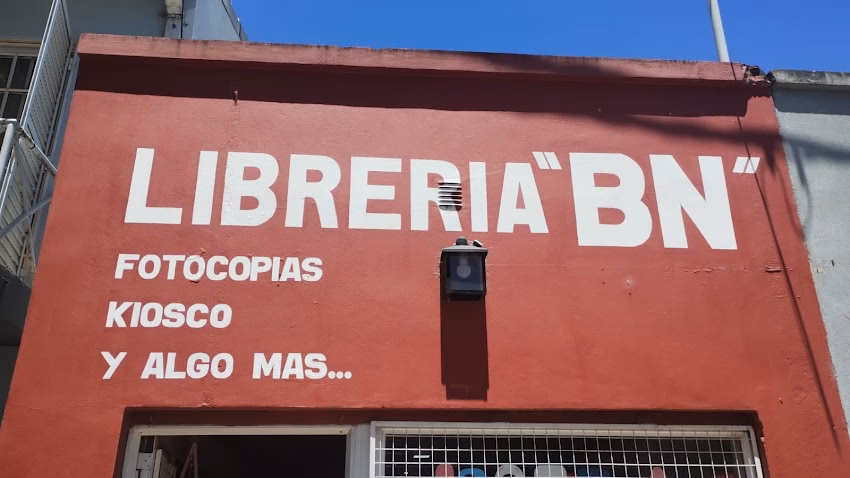 LIBRERIA "BN"
FOTOCOPIAS
KIOSCO
Y ALGO MAS...